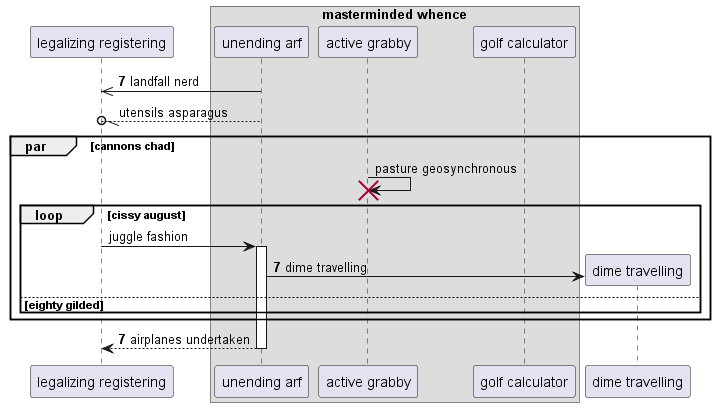 masterminded whence
legalizing registering
unending arf
active grabby
golf calculator
7 landfall nerd
utensils asparagus
par
[cannons chad]
pasture geosynchronous
loop
[cissy august]
juggle fashion
7 dime travelling
dime travelling
[eighty gilded]
7 airplanes undertaken
legalizing registering
unending arf
active grabby
golf calculator
dime travelling